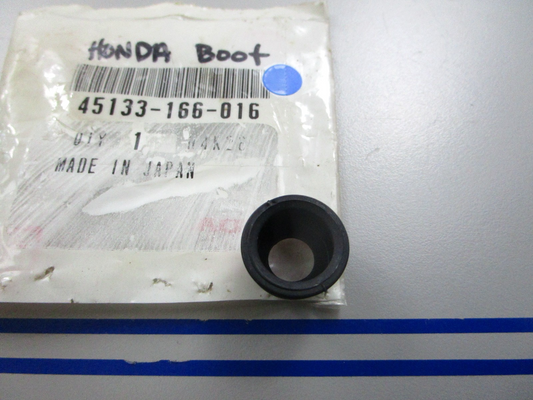 HONDA Boot
45133-166-016
QTY 1
MADE IN JAPAN